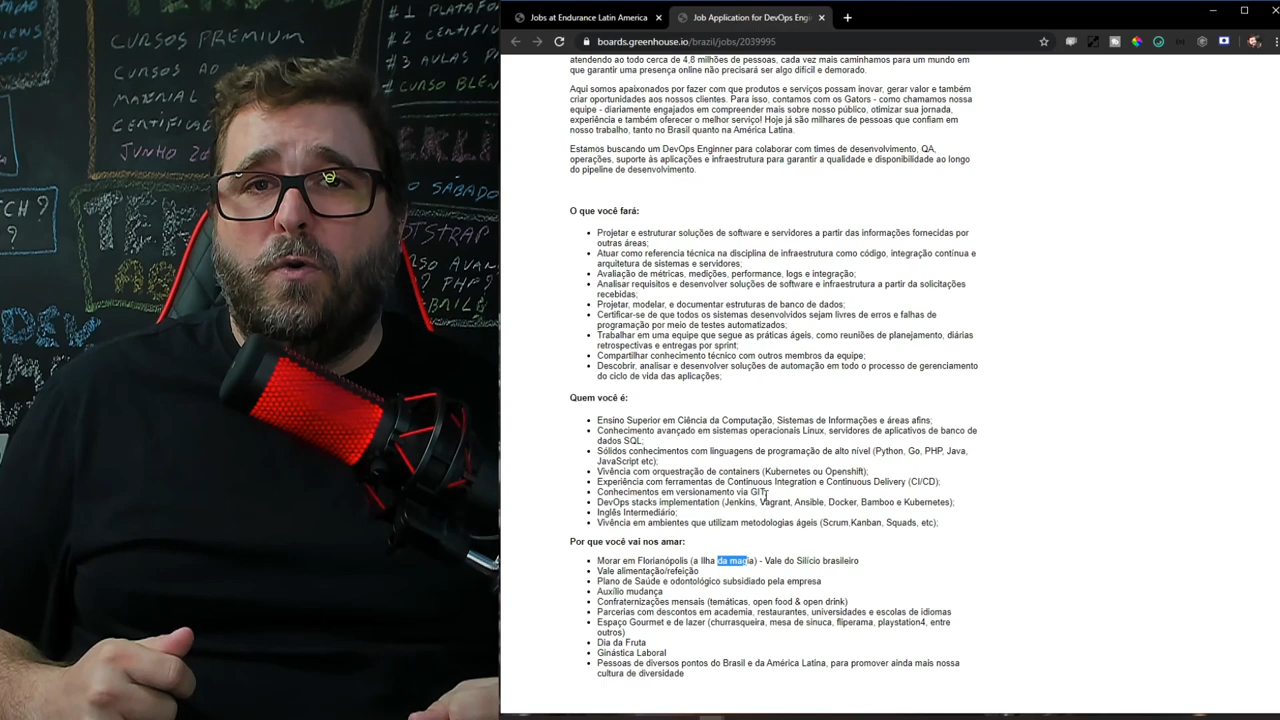 Jobs at Endurance Latin America
Job Application for DevOps Engi
boards.greenhouse.io/brazil/jobs/2039995
# 1 PLATAFO
CURSOS PREMIUM
TECH?
SÁBADO
atendendo ao todo cerca de 4,8 milhões de pessoas, cada vez mais caminhamos para um mundo em
que garantir uma presença online não precisará ser algo difícil e demorado.
Aqui somos apaixonados por fazer com que produtos e serviços possam inovar, gerar valor e também
criar oportunidades aos nossos clientes. Para isso, contamos com os Gators - como chamamos nossa
equipe - diariamente engajados em compreender mais sobre nosso público, otimizar sua jornada,
experiência e também oferecer o melhor serviço! Hoje já são milhares de pessoas que confiam em
nosso trabalho, tanto no Brasil quanto na América Latina.
Estamos buscando um DevOps Enginner para colaborar com times de desenvolvimento, QA,
operações, suporte às aplicações e infraestrutura para garantir a qualidade e disponibilidade ao longo
do pipeline de desenvolvimento.
O que você fará:
Projetar e estruturar soluções de software e servidores a partir das informações fornecidas por
outras áreas;
Atuar como referencia técnica na disciplina de infraestrutura como código, integração contínua e
arquitetura de sistemas e servidores;
Avaliação de métricas, medições, performance, logs e integração;
Analisar requisitos e desenvolver soluções de software e infraestrutura a partir da solicitações
recebidas;
Projetar, modelar, e documentar estruturas de banco de dados;
Certificar-se de que todos os sistemas desenvolvidos sejam livres de erros e falhas de
programação por meio de testes automatizados;
Trabalhar em uma equipe que segue as práticas ágeis, como reuniões de planejamento, diárias
retrospectivas e entregas por sprint;
Compartilhar conhecimento técnico com outros membros da equipe;
Descobrir, analisar e desenvolver soluções de automação em todo o processo de gerenciamento
do ciclo de vida das aplicações;
Quem você é:
Ensino Superior em Ciência da Computação, Sistemas de Informações e áreas afins;
Conhecimento avançado em sistemas operacionais Linux, servidores de aplicativos de banco de
dados SQL;
Sólidos conhecimentos com linguagens de programação de alto nível (Python, Go, PHP, Java,
JavaScript etc);
Vivência com orquestração de containers (Kubernetes ou Openshift);
Experiência com ferramentas de Continuous Integration e Continuous Delivery (CI/CD);
Conhecimentos em versionamento via GIT;
DevOps stacks implementation (Jenkins, Vagrant, Ansible, Docker, Bamboo e Kubernetes);
Inglês Intermediário;
Vivência em ambientes que utilizam metodologias ágeis (Scrum,Kanban, Squads, etc);
Por que você vai nos amar:
Morar em Florianópolis (a Ilha da magia) - Vale do Silício brasileiro
Vale alimentação/refeição
Plano de Saúde e odontológico subsidiado pela empresa
Auxílio mudança
Confraternizações mensais (temáticas, open food & open drink)
Parcerias com descontos em academia, restaurantes, universidades e escolas de idiomas
Espaço Gourmet e de lazer (churrasqueira, mesa de sinuca, fliperama, playstation4, entre
outros)
Dia da Fruta
Ginástica Laboral
Pessoas de diversos pontos do Brasil e da América Latina, para promover ainda mais nossa
cultura de diversidade